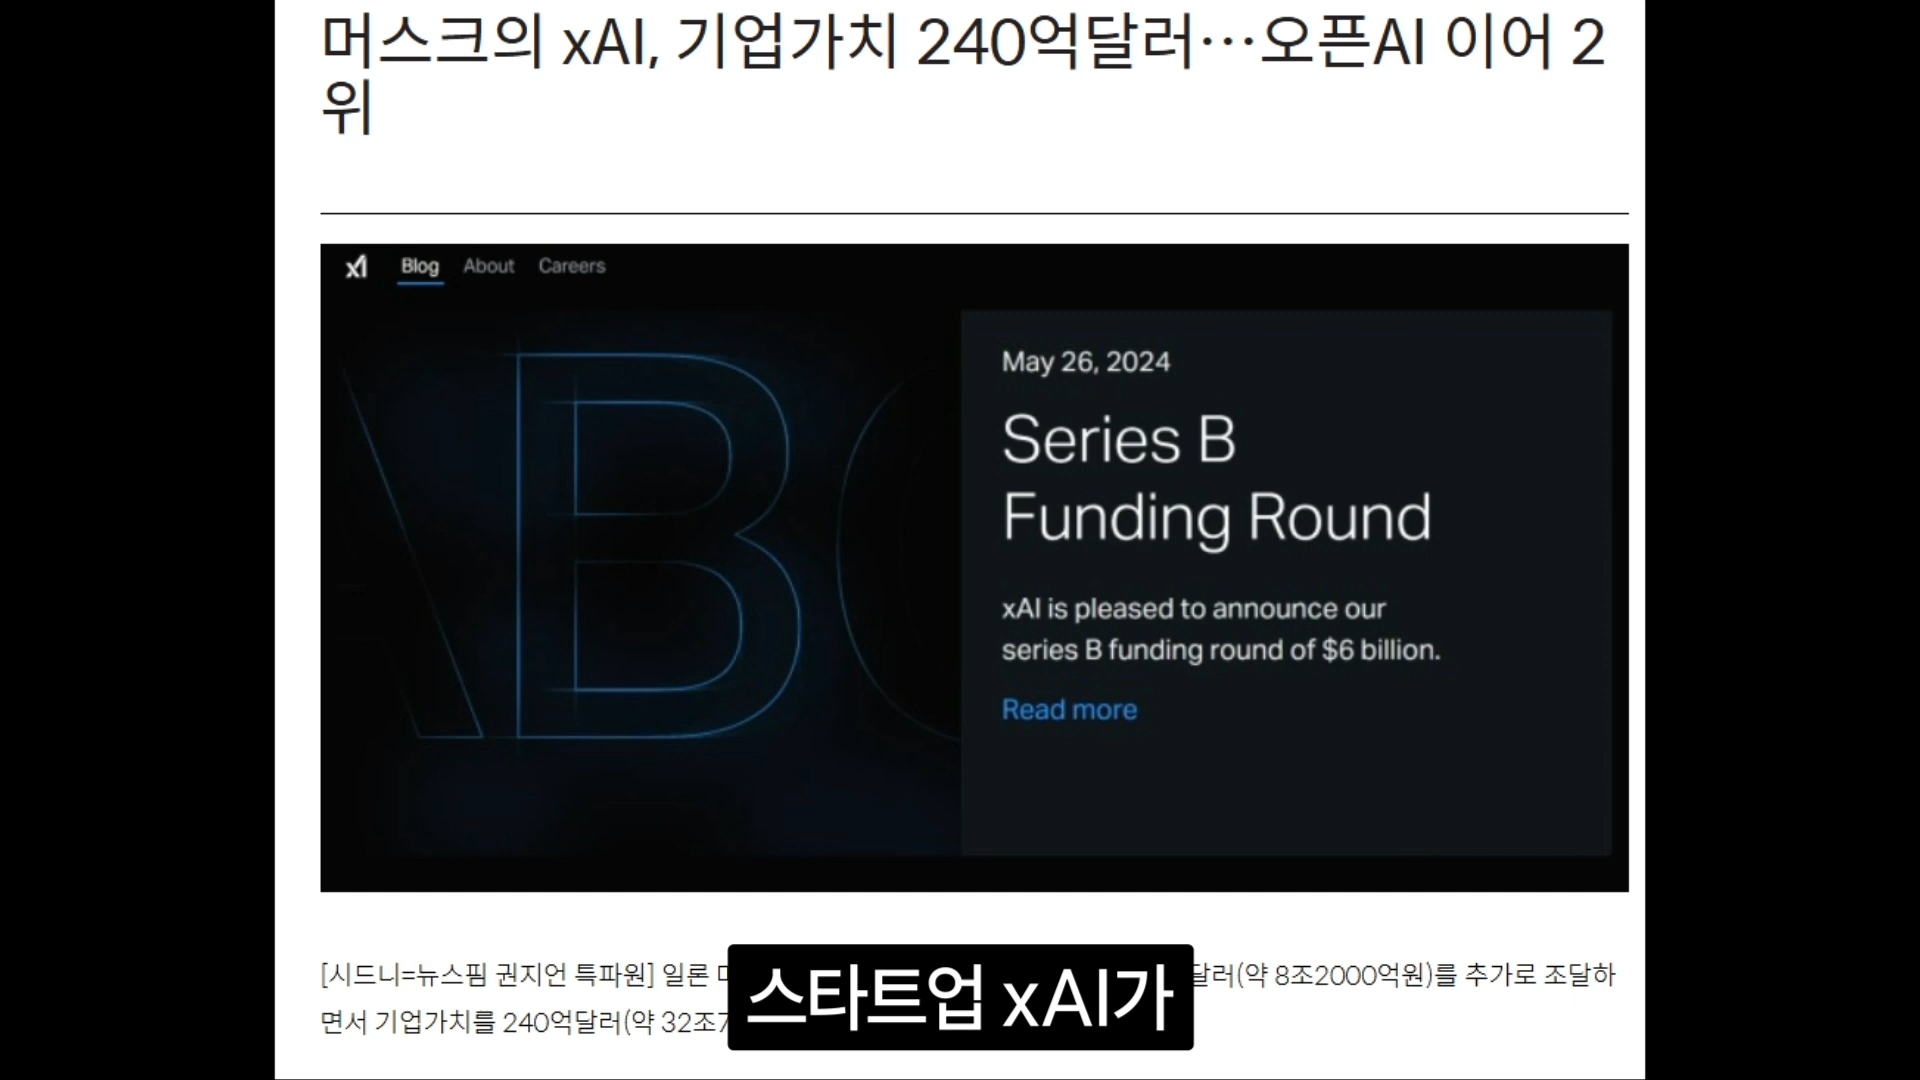 머스크의 xAI, 기업가치 240억달러…오픈AI 이어 2
위
xAI Blog About Careers
ABC
May 26, 2024
Series B
Funding Round
xAI is pleased to announce our
series B funding round of $6 billion.
Read more
[시드니=뉴스핌 권지언 특파원] 일론 달러(약 8조2000억원)를 추가로 조달하
면서 기업가치를 240억달러(약 32조
스타트업 xAI가